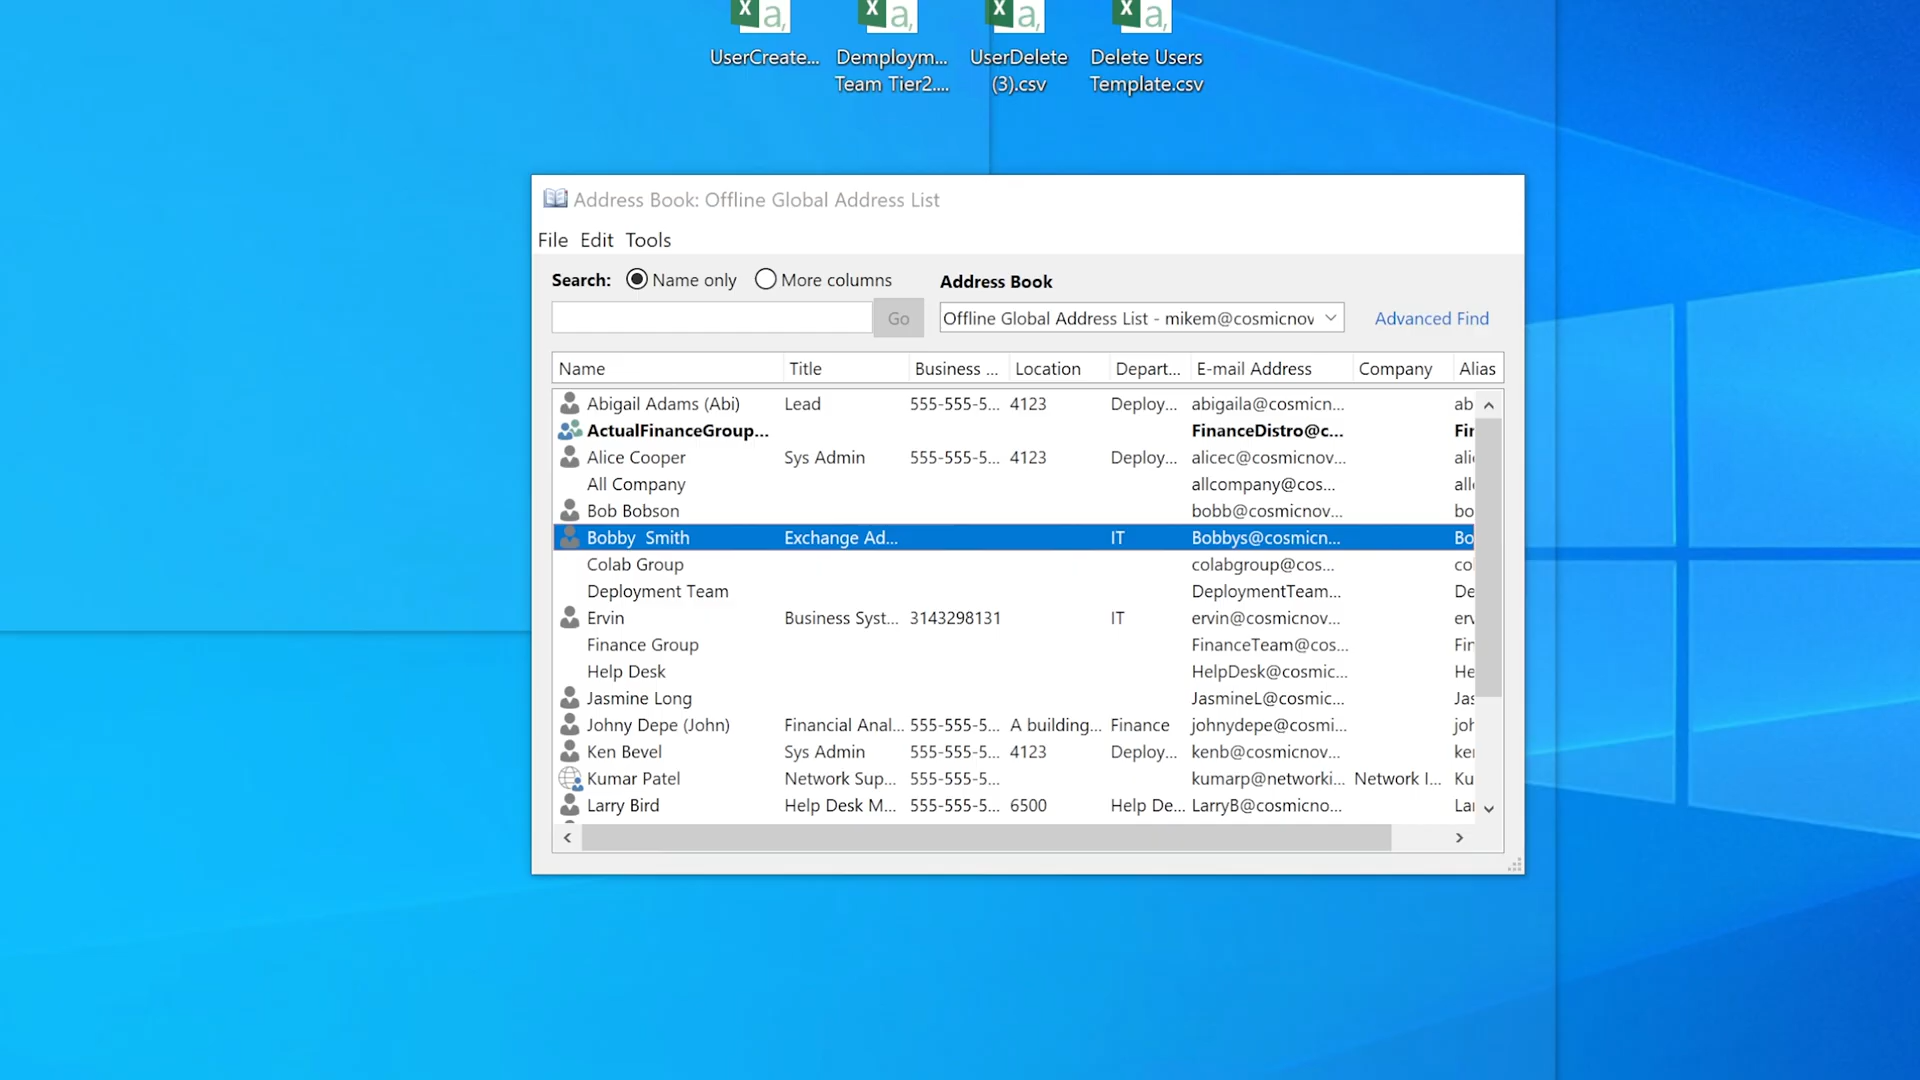 UserCreate... Demploym... UserDelete Delete Users
Team Tier2.... (3).csv Template.csv
Address Book: Offline Global Address List
File Edit Tools
Search: Name only More columns Address Book
Go Offline Global Address List - mikem@cosmicnov Advanced Find
Name Title Business ... Location Depart... E-mail Address Company Alias
Abigail Adams (Abi) Lead 555-555-5... 4123 Deploy... abigaila@cosmicn... ab
ActualFinanceGroup... FinanceDistro@c... Fin
Alice Cooper Sys Admin 555-555-5... 4123 Deploy... alicec@cosmicnov... alic
All Company allcompany@cos... allc
Bob Bobson bobb@cosmicnov... bo
Bobby  Smith Exchange Ad... IT Bobbys@cosmicn... Bo
Colab Group colabgroup@cos... co
Deployment Team DeploymentTeam... De
Ervin Business Syst... 3143298131 IT ervin@cosmicnov... erv
Finance Group FinanceTeam@cos... Fin
Help Desk HelpDesk@cosmic... He
Jasmine Long JasmineL@cosmic... Jas
Johny Depe (John) Financial Anal... 555-555-5... A building... Finance johnydepe@cosmi... joh
Ken Bevel Sys Admin 555-555-5... 4123 Deploy... kenb@cosmicnov... ken
Kumar Patel Network Sup... 555-555-5... kumarp@networki... Network I... Ku
Larry Bird Help Desk M... 555-555-5... 6500 Help De... LarryB@cosmicno... Lar